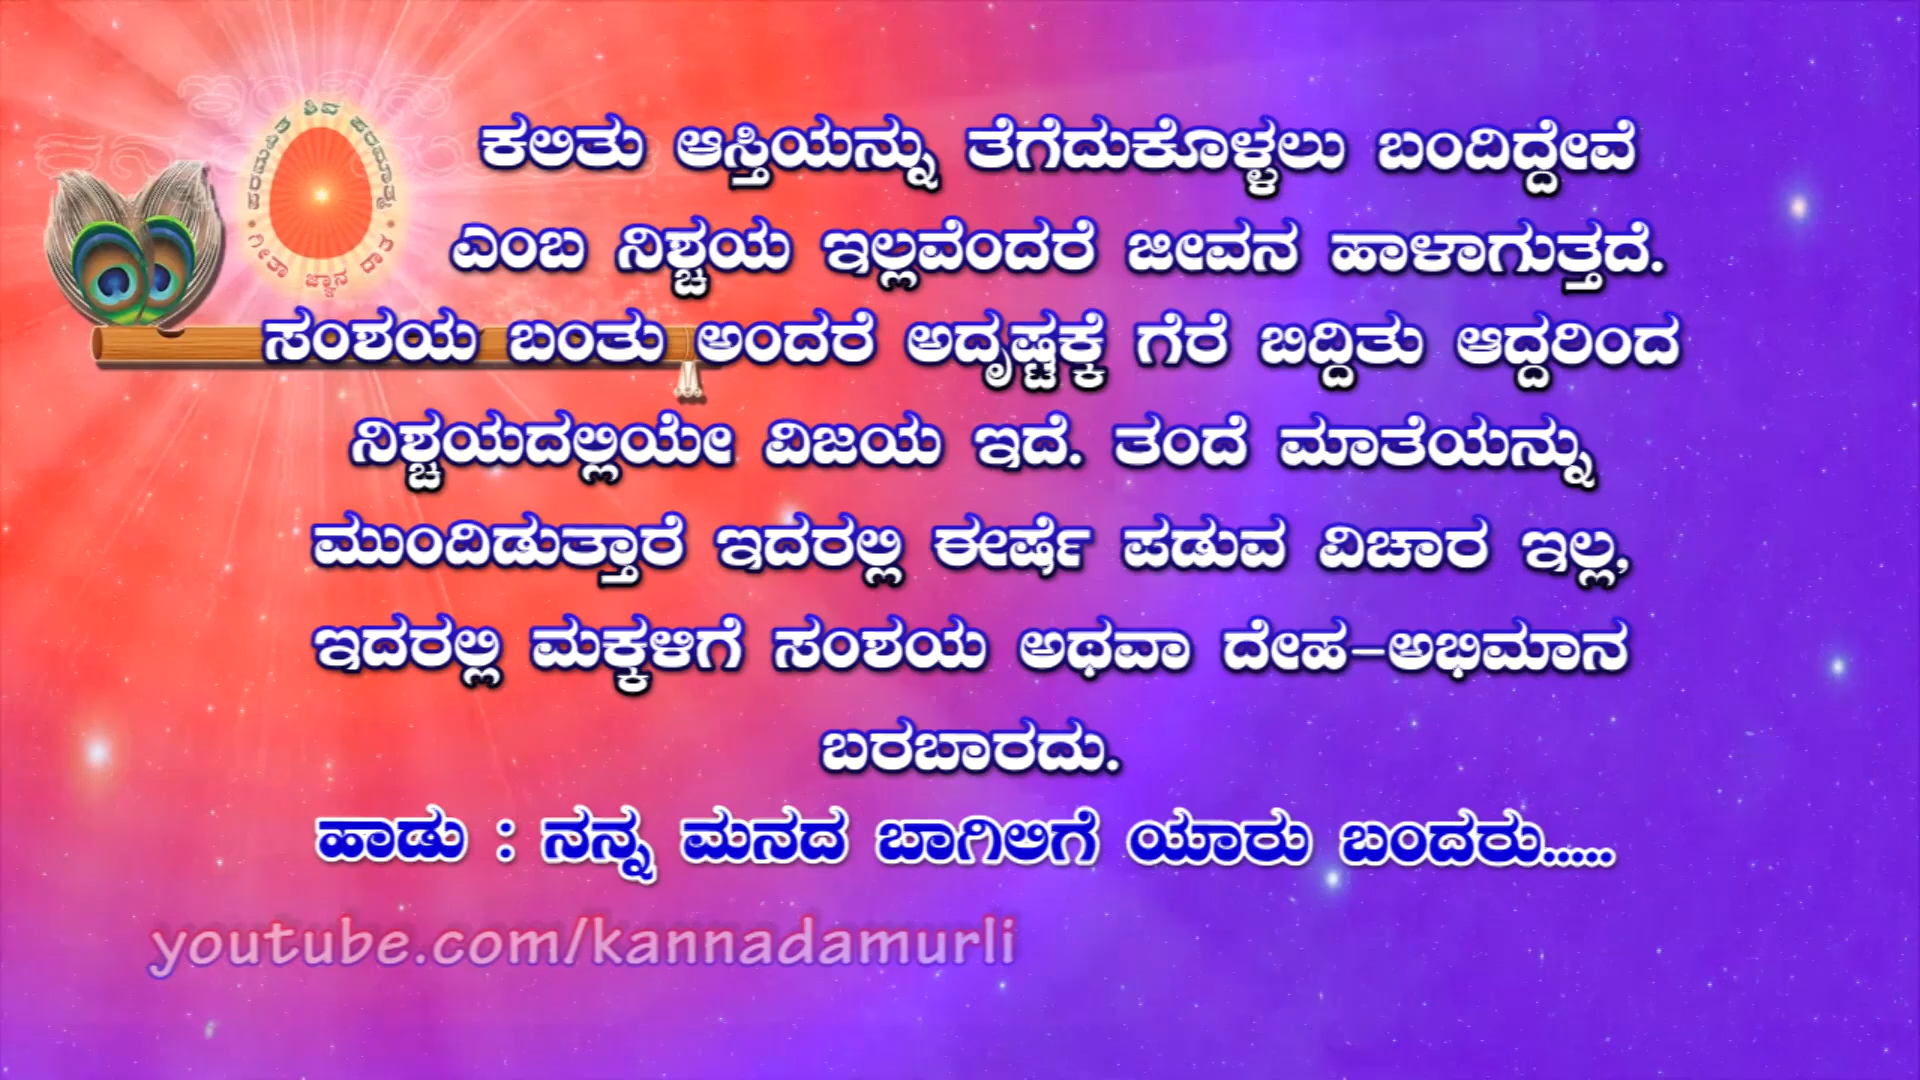 ಪರಮಪಿತ ಶಿವ ಪರಮಾತ್ಮ
• ಗೀತಾ ಜ್ಞಾನ ದಾತ •
ಕಲಿತು ಆಸ್ತಿಯನ್ನು ತೆಗೆದುಕೊಳ್ಳಲು ಬಂದಿದ್ದೇವೆ
ಎಂಬ ನಿಶ್ಚಯ ಇಲ್ಲವೆಂದರೆ ಜೀವನ ಹಾಳಾಗುತ್ತದೆ.
ಸಂಶಯ ಬಂತು ಅಂದರೆ ಅದೃಷ್ಟಕ್ಕೆ ಗೆರೆ ಬಿದ್ದಿತು ಆದ್ದರಿಂದ
ನಿಶ್ಚಯದಲ್ಲಿಯೇ ವಿಜಯ ಇದೆ. ತಂದೆ ಮಾತೆಯನ್ನು
ಮುಂದಿಡುತ್ತಾರೆ ಇದರಲ್ಲಿ ಈರ್ಷೆ ಪಡುವ ವಿಚಾರ ಇಲ್ಲ,
ಇದರಲ್ಲಿ ಮಕ್ಕಳಿಗೆ ಸಂಶಯ ಅಥವಾ ದೇಹ-ಅಭಿಮಾನ
ಬರಬಾರದು.
ಹಾಡು : ನನ್ನ ಮನದ ಬಾಗಿಲಿಗೆ ಯಾರು ಬಂದರು.....
youtube.com/kannadamurli